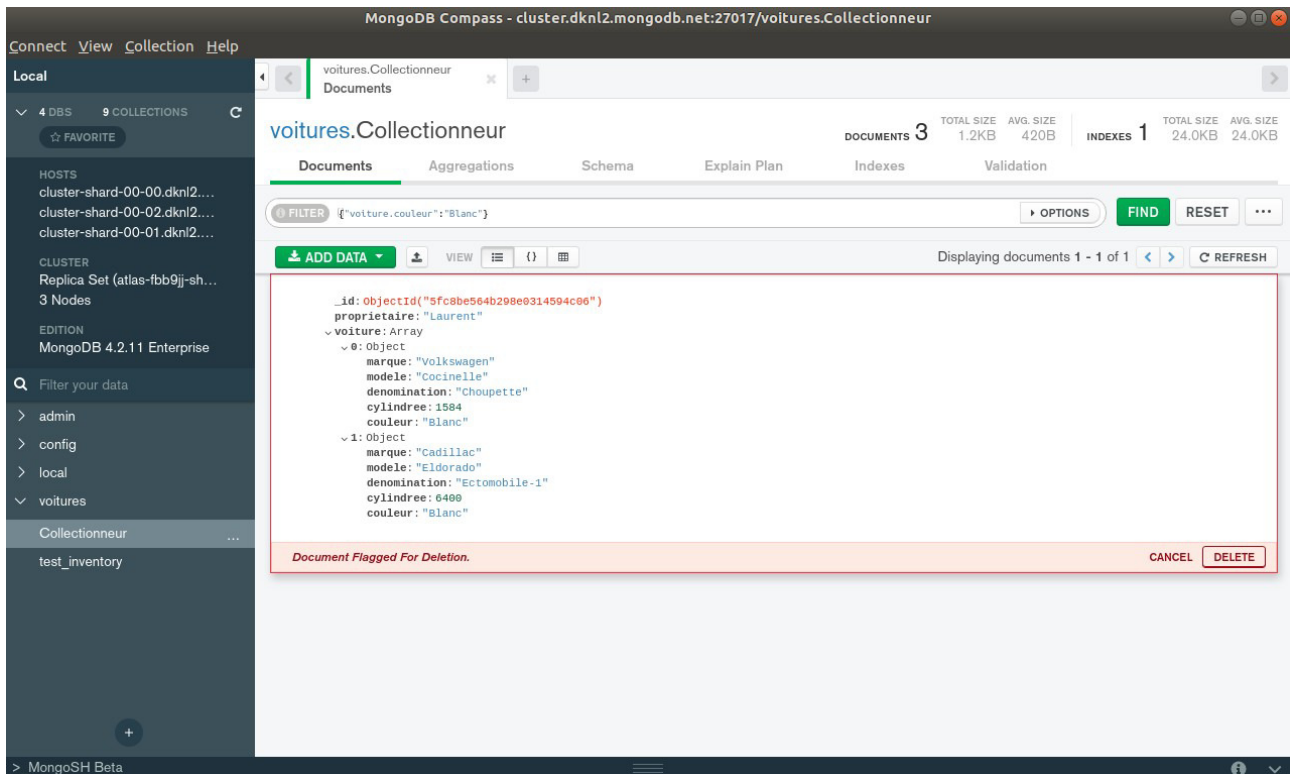 MongoDB Compass - cluster.dknl2.mongodb.net:27017/voitures.Collectionneur
Connect View Collection Help
Local
4 DBS 9 COLLECTIONS
FAVORITE
HOSTS
cluster-shard-00-00.dknl2....
cluster-shard-00-02.dknl2....
cluster-shard-00-01.dknl2....
CLUSTER
Replica Set (atlas-fbb9jj-sh...
3 Nodes
EDITION
MongoDB 4.2.11 Enterprise
Filter your data
admin
config
local
voitures
Collectionneur ...
test_inventory
> MongoSH Beta
voitures.Collectionneur
Documents
voitures.Collectionneur
DOCUMENTS 3 TOTAL SIZE 1.2KB AVG. SIZE 420B INDEXES 1 TOTAL SIZE 24.0KB AVG. SIZE 24.0KB
Documents Aggregations Schema Explain Plan Indexes Validation
FILTER {"voiture.couleur":"Blanc"} OPTIONS FIND RESET ...
ADD DATA VIEW {} Displaying documents 1 - 1 of 1 < > REFRESH
_id: ObjectId("5fc8be564b298e0314594c06")
proprietaire: "Laurent"
voiture: Array
0: Object
marque: "Volkswagen"
modele: "Cocinelle"
denomination: "Choupette"
cylindree: 1584
couleur: "Blanc"
1: Object
marque: "Cadillac"
modele: "Eldorado"
denomination: "Ectomobile-1"
cylindree: 6400
couleur: "Blanc"
Document Flagged For Deletion. CANCEL DELETE